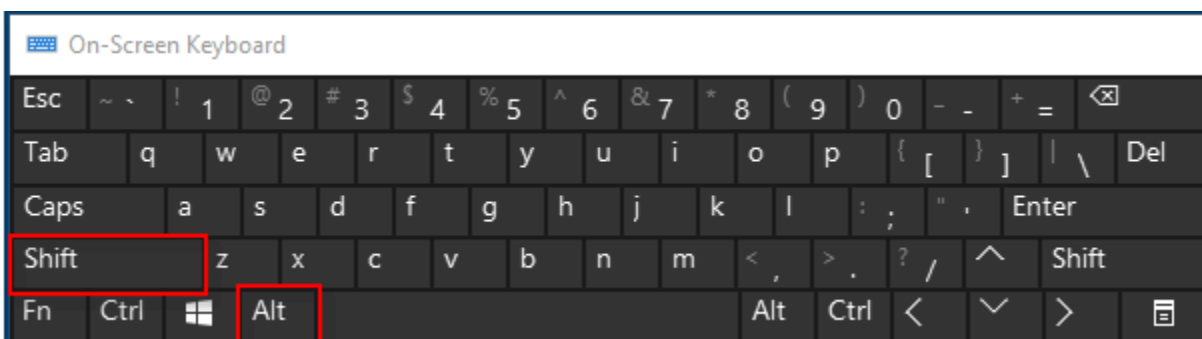 On-Screen Keyboard
Esc ~ ` ! 1 @ 2 # 3 $ 4 % 5 ^ 6 & 7 * 8 ( 9 ) 0 _ - + =
Tab q w e r t y u i o p { [ } ] | \ Del
Caps a s d f g h j k l : ; " ' Enter
Shift z x c v b n m < , > . ? / Shift
Fn Ctrl Alt Alt Ctrl